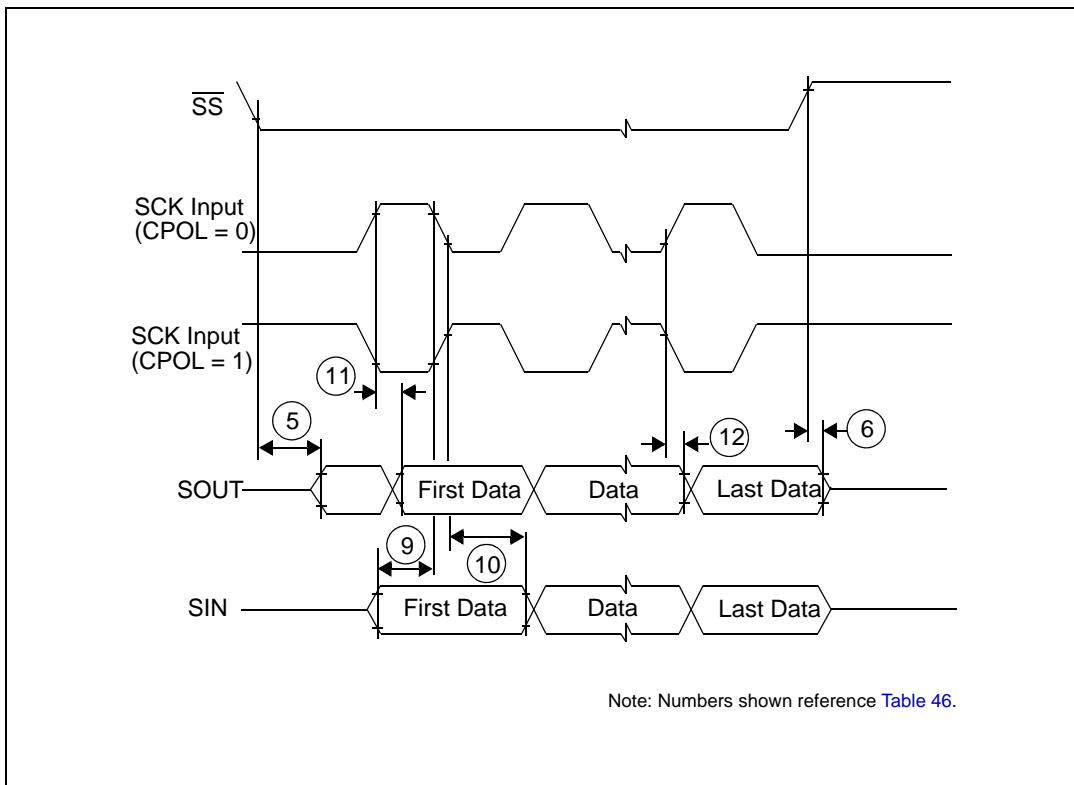 SS
SCK Input
(CPOL = 0)
SCK Input
(CPOL = 1)
11
5
12
6
SOUT
First Data
Data
Last Data
9
10
SIN
First Data
Data
Last Data
Note: Numbers shown reference Table 46.